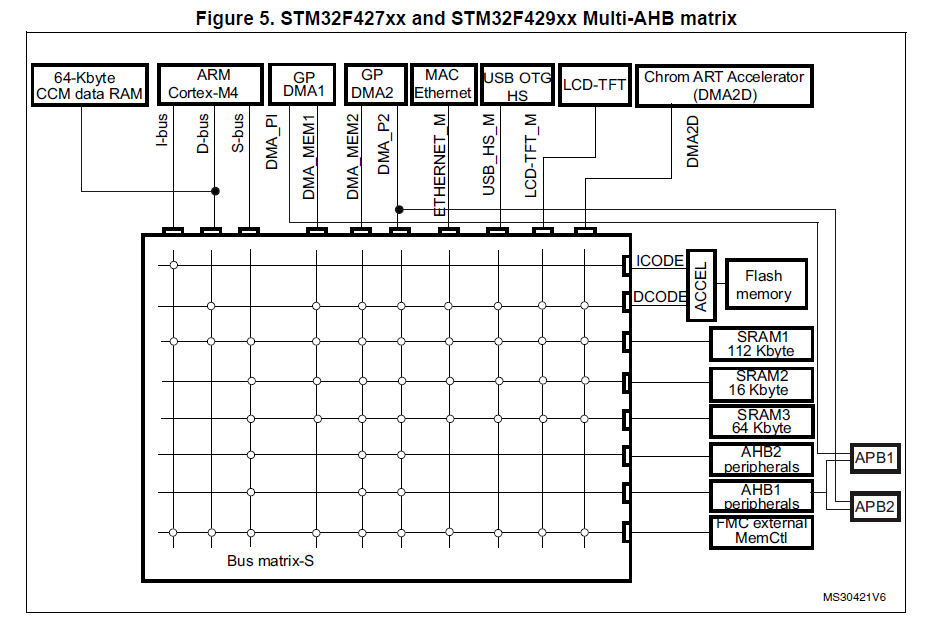 Figure 5. STM32F427xx and STM32F429xx Multi-AHB matrix
64-Kbyte
CCM data RAM
ARM
Cortex-M4
GP
DMA1
GP
DMA2
MAC
Ethernet
USB OTG
HS
LCD-TFT
Chrom ART Accelerator
(DMA2D)
I-bus
D-bus
S-bus
DMA_PI
DMA_MEM1
DMA_MEM2
DMA_P2
ETHERNET_M
USB_HS_M
LCD-TFT_M
DMA2D
ICODE
DCODE
ACCEL
Flash
memory
SRAM1
112 Kbyte
SRAM2
16 Kbyte
SRAM3
64 Kbyte
AHB2
peripherals
AHB1
peripherals
FMC external
MemCtl
APB1
APB2
Bus matrix-S
MS30421V6